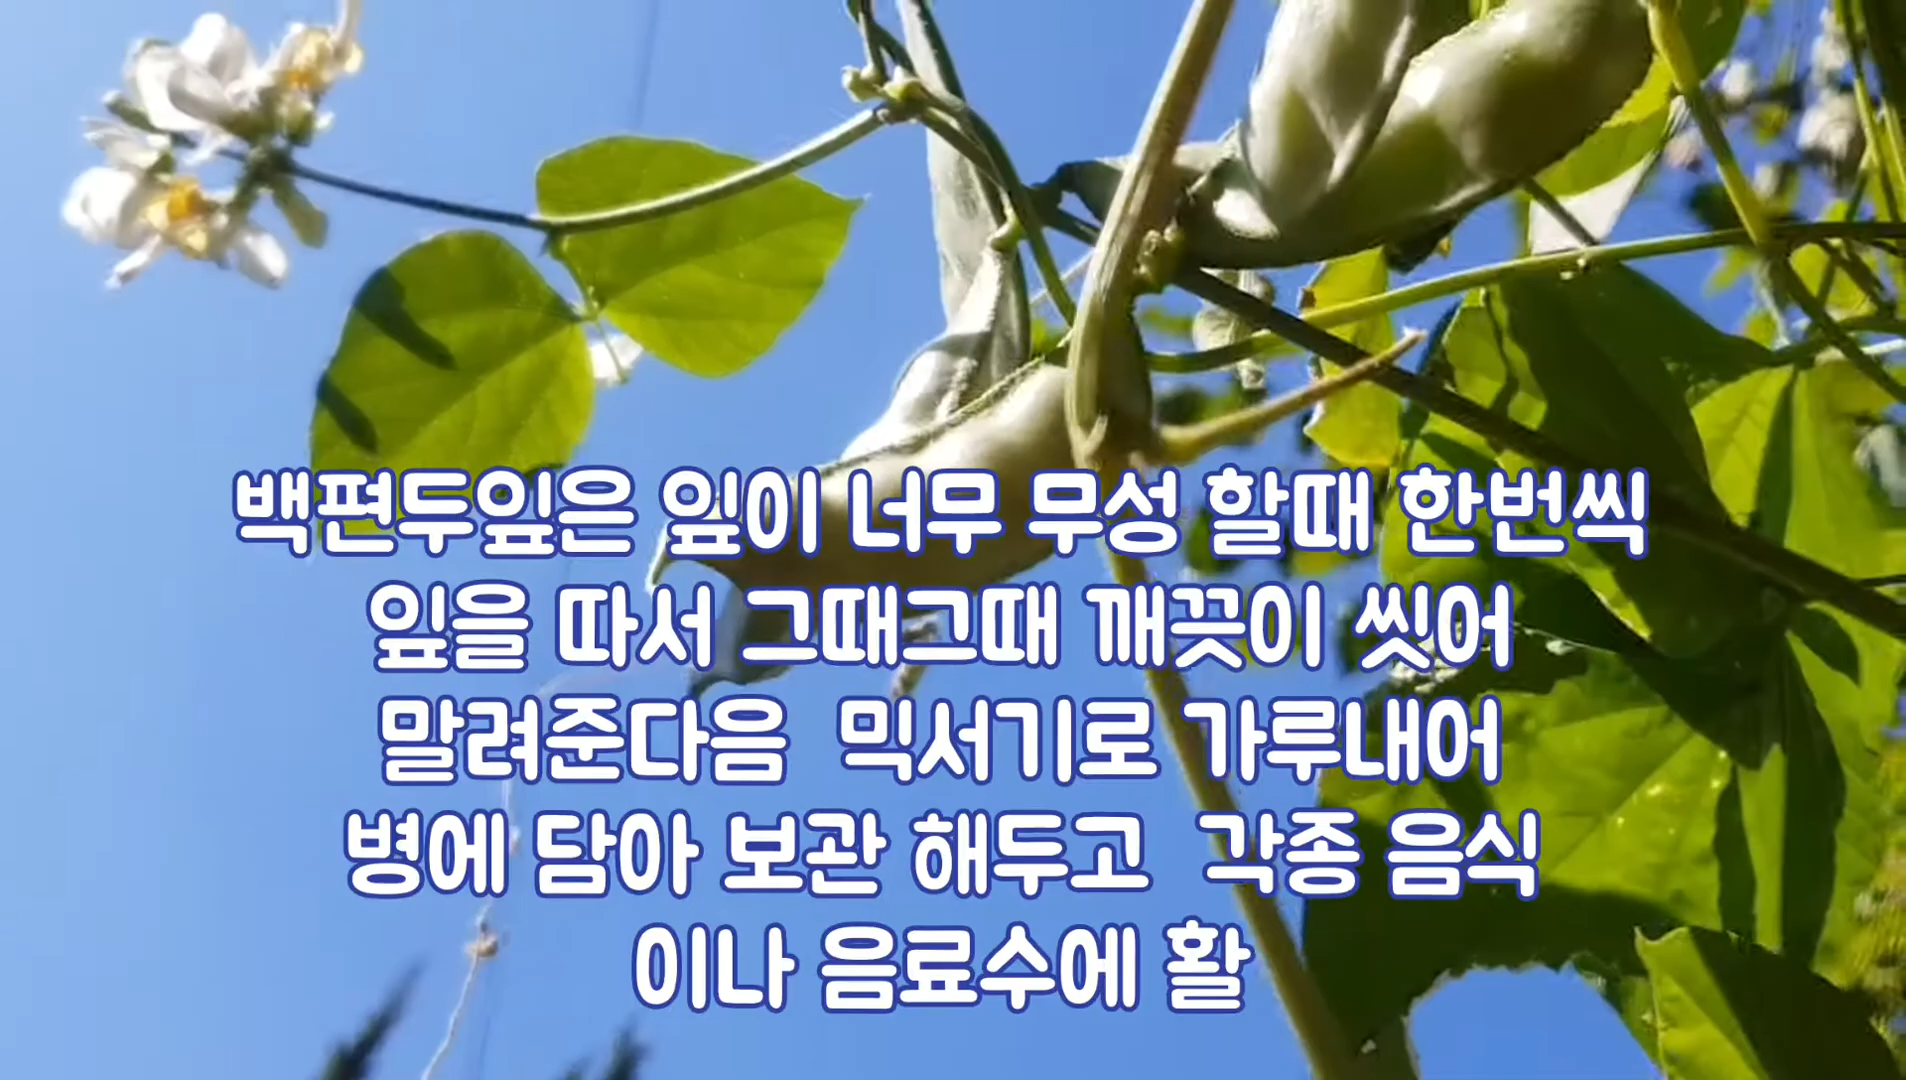 백편두잎은 잎이 너무 무성 할때 한번씩
잎을 따서 그때그때 깨끗이 씻어
말려준다음 믹서기로 가루내어
병에 담아 보관 해두고 각종 음식
이나 음료수에 활